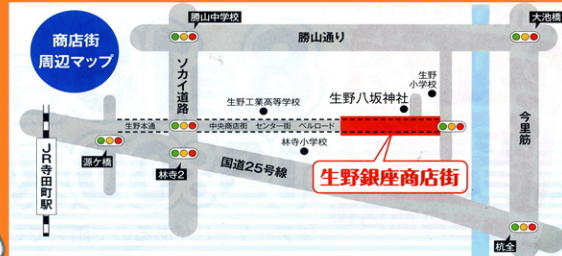 商店街
周辺マップ
勝山中学校
大池橋
勝山通り
ソカイ道路
生野工業高等学校
生野八坂神社
生野
小学校
生野本通
中央商店街
センター街
ベルロード
林寺小学校
今里筋
源ケ橋
JR寺田町駅
林寺2
国道25号線
生野銀座商店街
杭全